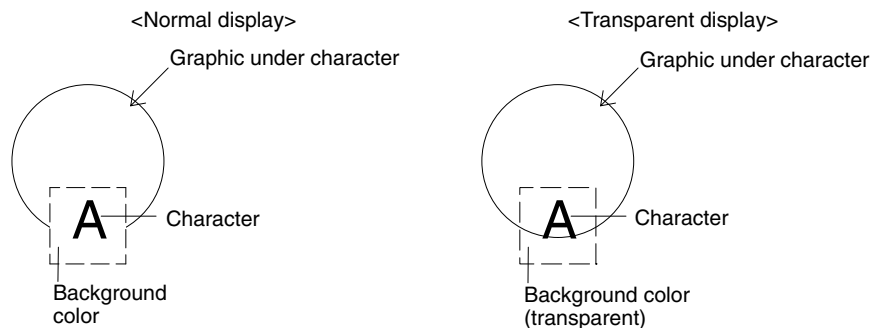 <Normal display>
Graphic under character
A
Character
Background
color
<Transparent display>
Graphic under character
A
Character
Background color
(transparent)